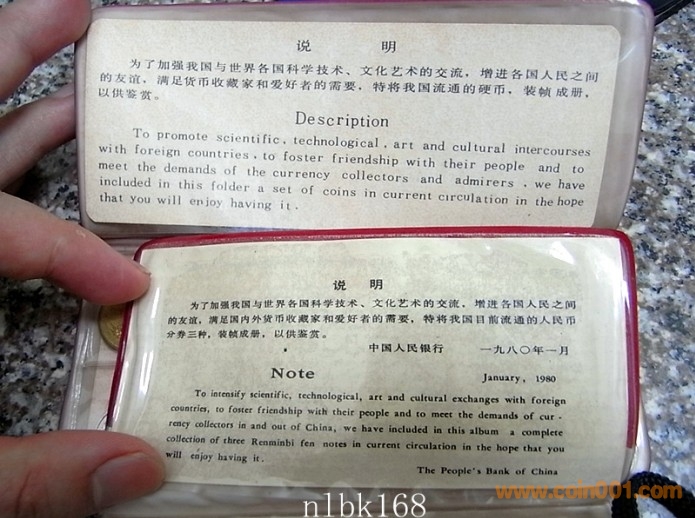 说 明
为了加强我国与世界各国科学技术、文化艺术的交流，增进各国人民之间
的友谊，满足货币收藏家和爱好者的需要，特将我国流通的硬币，装帧成册，
以供鉴赏。
Description
To promote scientific, technological, art and cultural intercourses
with foreign countries, to foster friendship with their people and to
meet the demands of the currency collectors and admirers, we have
included in this folder a set of coins in current circulation in the hope
that you will enjoy having it.
说 明
为了加强我国与世界各国科学技术、文化艺术的交流，增进各国人民之间
的友谊，满足国内外货币收藏家和爱好者的需要，特将我国目前流通的人民币
分券三种，装帧成册，以供鉴赏。
中国人民银行 一九八〇年一月
Note January, 1980
To intensify scientific, technological, art and cultural exchanges with foreign
countries, to foster friendship with their people and to meet the demands of cur-
rency collectors in and out of China, we have included in this album a complete
collection of three Renminbi fen notes in current circulation in the hope that you
will enjoy having it.
The People's Bank of China
www.coin001.com
nlbk168